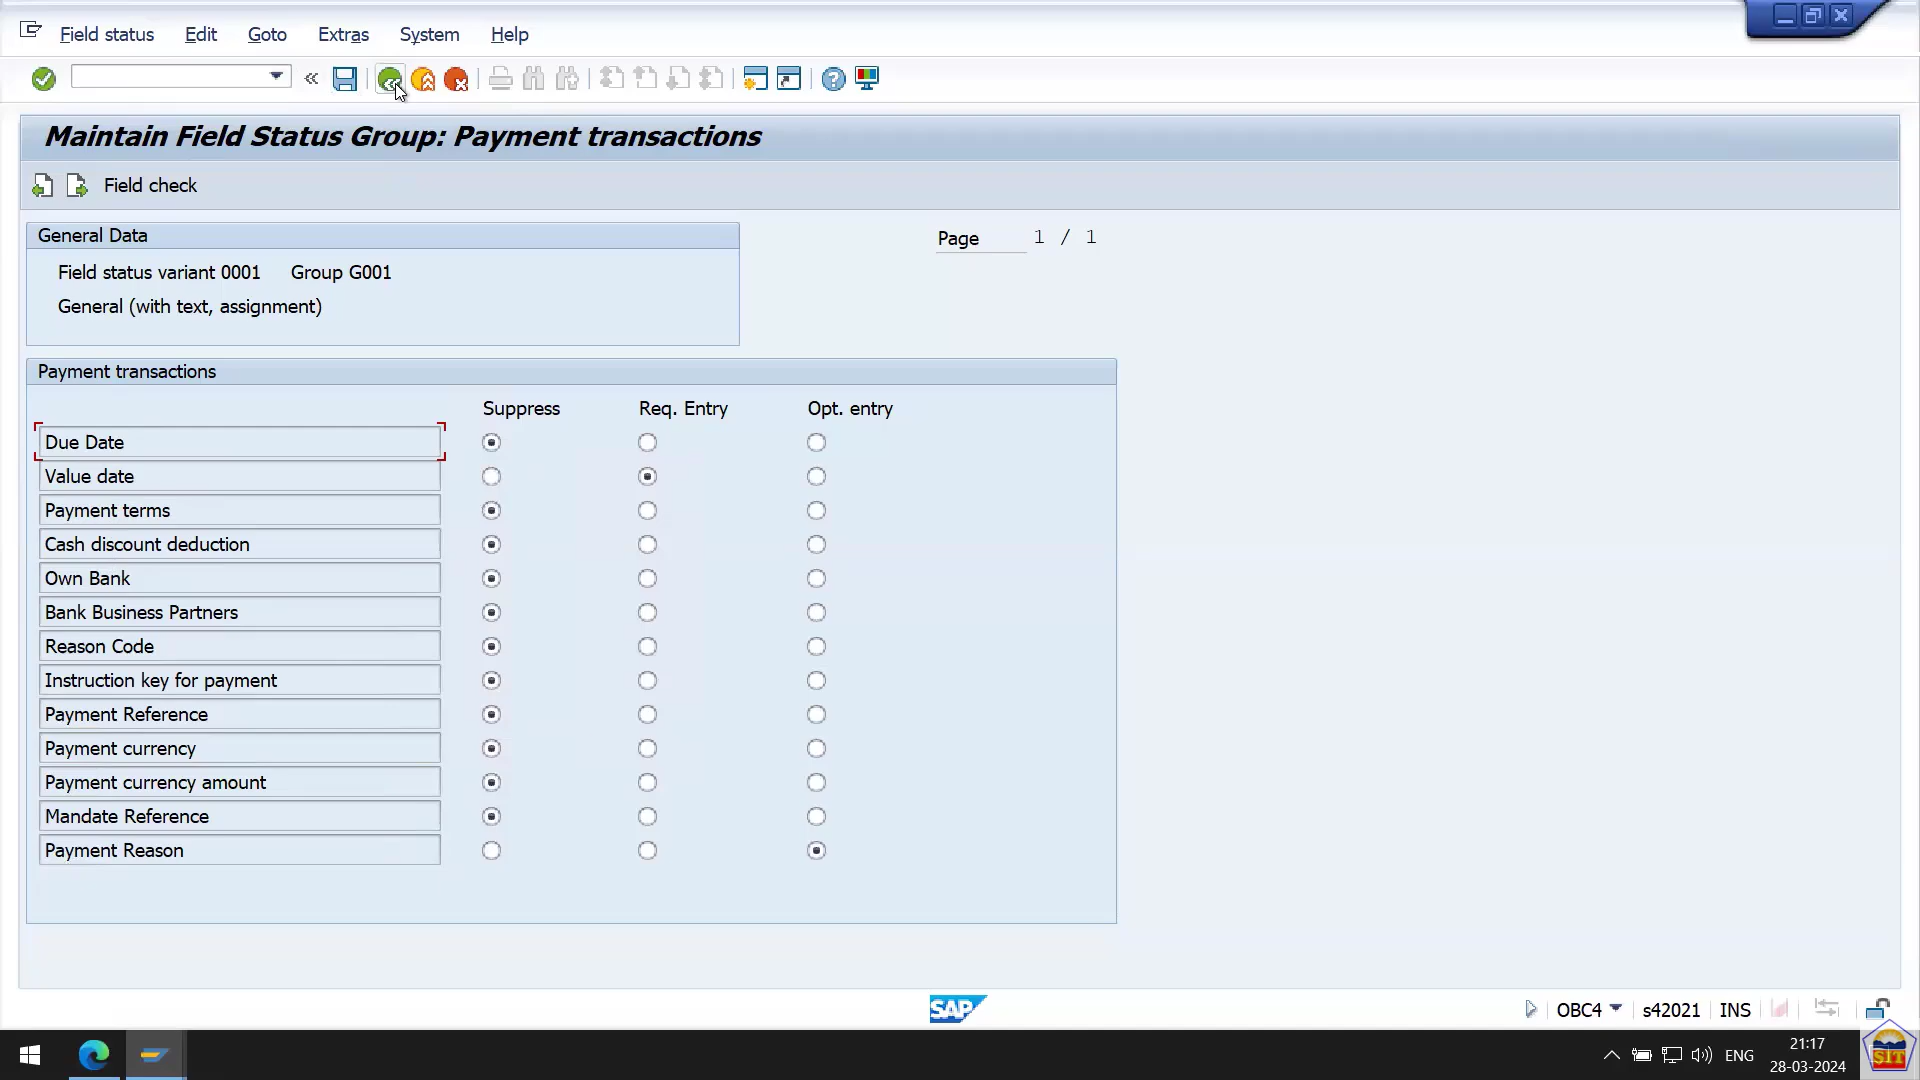 Field status Edit Goto Extras System Help
Maintain Field Status Group: Payment transactions
Field check
General Data
Page 1 / 1
Field status variant 0001 Group G001
General (with text, assignment)
Payment transactions
Suppress Req. Entry Opt. entry
Due Date
Value date
Payment terms
Cash discount deduction
Own Bank
Bank Business Partners
Reason Code
Instruction key for payment
Payment Reference
Payment currency
Payment currency amount
Mandate Reference
Payment Reason
SAP
OBC4 s42021 INS
ENG
21:17
28-03-2024
SIT